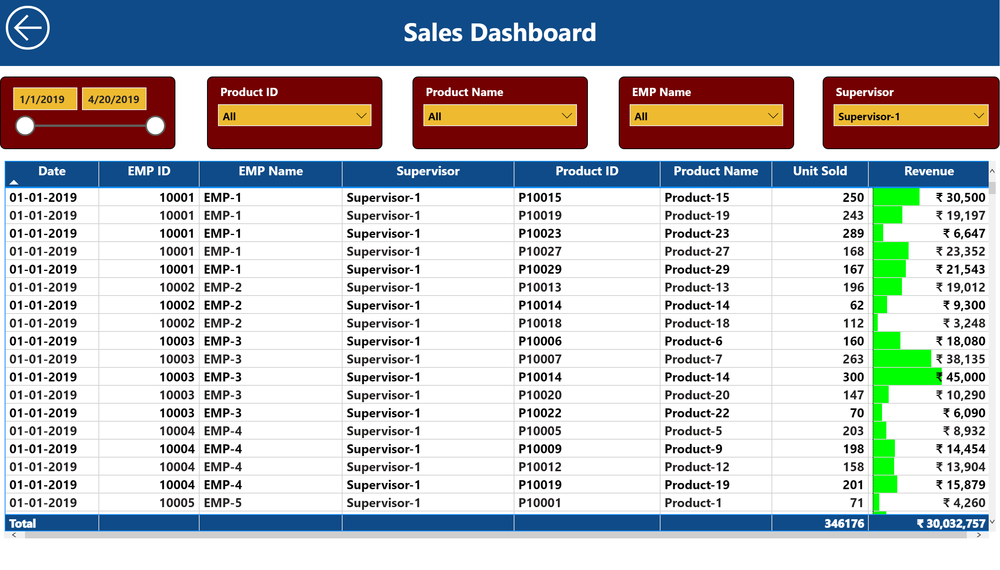 Sales Dashboard
1/1/2019 4/20/2019
Product ID
All
Product Name
All
EMP Name
All
Supervisor
Supervisor-1
Date EMP ID EMP Name Supervisor Product ID Product Name Unit Sold Revenue
01-01-2019 10001 EMP-1 Supervisor-1 P10015 Product-15 250 ₹ 30,500
01-01-2019 10001 EMP-1 Supervisor-1 P10019 Product-19 243 ₹ 19,197
01-01-2019 10001 EMP-1 Supervisor-1 P10023 Product-23 289 ₹ 6,647
01-01-2019 10001 EMP-1 Supervisor-1 P10027 Product-27 168 ₹ 23,352
01-01-2019 10001 EMP-1 Supervisor-1 P10029 Product-29 167 ₹ 21,543
01-01-2019 10002 EMP-2 Supervisor-1 P10013 Product-13 196 ₹ 19,012
01-01-2019 10002 EMP-2 Supervisor-1 P10014 Product-14 62 ₹ 9,300
01-01-2019 10002 EMP-2 Supervisor-1 P10018 Product-18 112 ₹ 3,248
01-01-2019 10003 EMP-3 Supervisor-1 P10006 Product-6 160 ₹ 18,080
01-01-2019 10003 EMP-3 Supervisor-1 P10007 Product-7 263 ₹ 38,135
01-01-2019 10003 EMP-3 Supervisor-1 P10014 Product-14 300 ₹ 45,000
01-01-2019 10003 EMP-3 Supervisor-1 P10020 Product-20 147 ₹ 10,290
01-01-2019 10003 EMP-3 Supervisor-1 P10022 Product-22 70 ₹ 6,090
01-01-2019 10004 EMP-4 Supervisor-1 P10005 Product-5 203 ₹ 8,932
01-01-2019 10004 EMP-4 Supervisor-1 P10009 Product-9 198 ₹ 14,454
01-01-2019 10004 EMP-4 Supervisor-1 P10012 Product-12 158 ₹ 13,904
01-01-2019 10004 EMP-4 Supervisor-1 P10019 Product-19 201 ₹ 15,879
01-01-2019 10005 EMP-5 Supervisor-1 P10001 Product-1 71 ₹ 4,260
Total 346176 ₹ 30,032,757